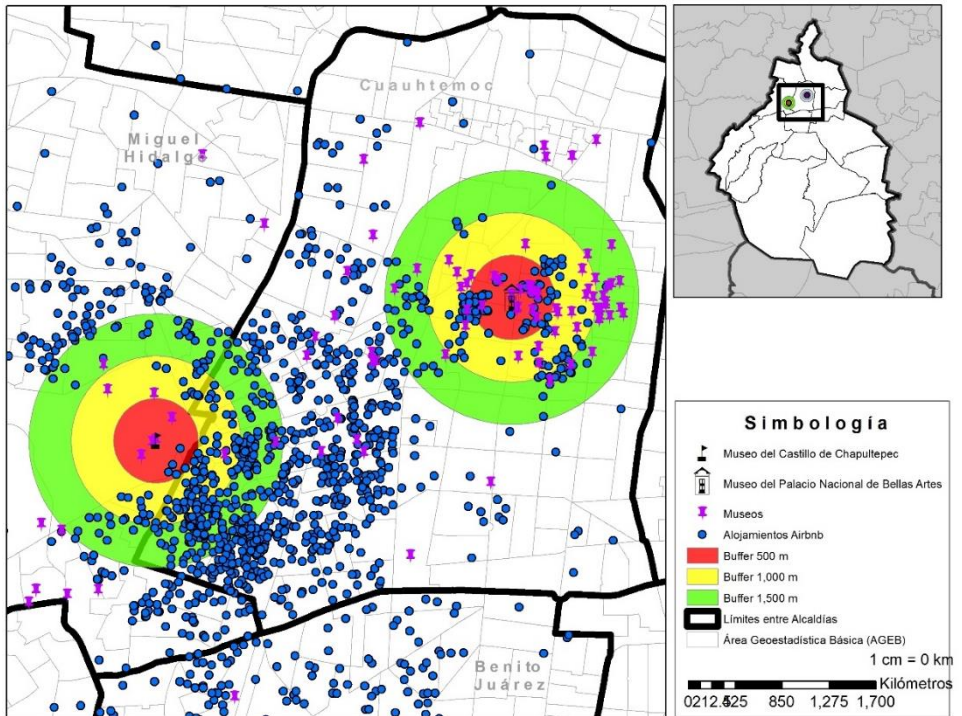 Cuauhtemoc
Miguel
Hidalgo
Benito
Juárez
Simbología
Museo del Castillo de Chapultepec
Museo del Palacio Nacional de Bellas Artes
Museos
Alojamientos Airbnb
Buffer 500 m
Buffer 1,000 m
Buffer 1,500 m
Límites entre Alcaldías
Área Geoestadística Básica (AGEB)
1 cm = 0 km
Kilómetros
850 1,275 1,700